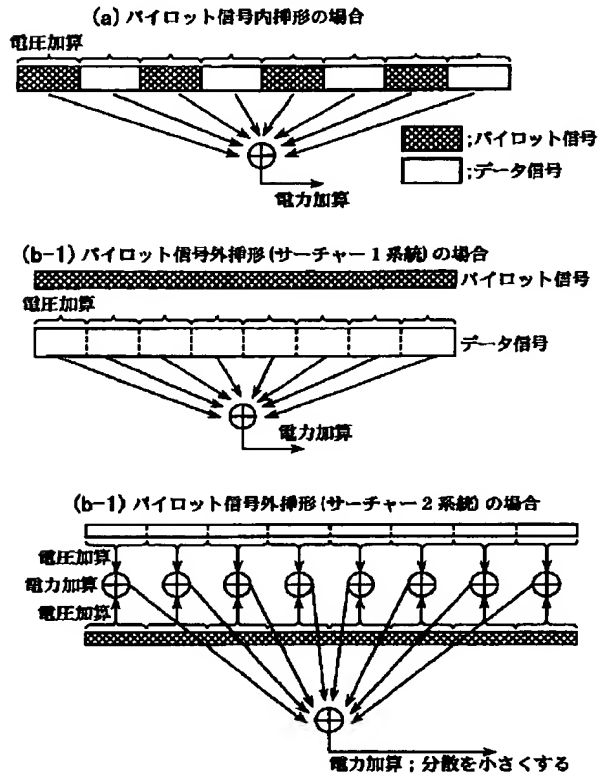 (a) パイロット信号内挿形の場合
電圧加算
;パイロット信号
;データ信号
電力加算
(b-1) パイロット信号外挿形(サーチャー1系統)の場合
パイロット信号
電圧加算
データ信号
電力加算
(b-1) パイロット信号外挿形(サーチャー2系統)の場合
電圧加算
電力加算
電圧加算
電力加算;分散を小さくする